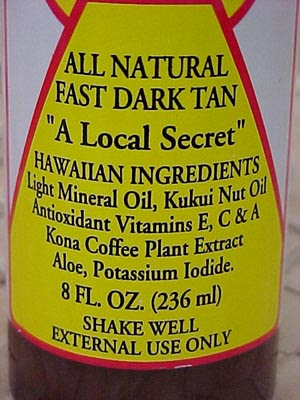 ALL NATURAL
FAST DARK TAN
"A Local Secret"
HAWAIIAN INGREDIENTS
Light Mineral Oil, Kukui Nut Oil
Antioxidant Vitamins E, C & A
Kona Coffee Plant Extract
Aloe, Potassium Iodide.
8 FL. OZ. (236 ml)
SHAKE WELL
EXTERNAL USE ONLY